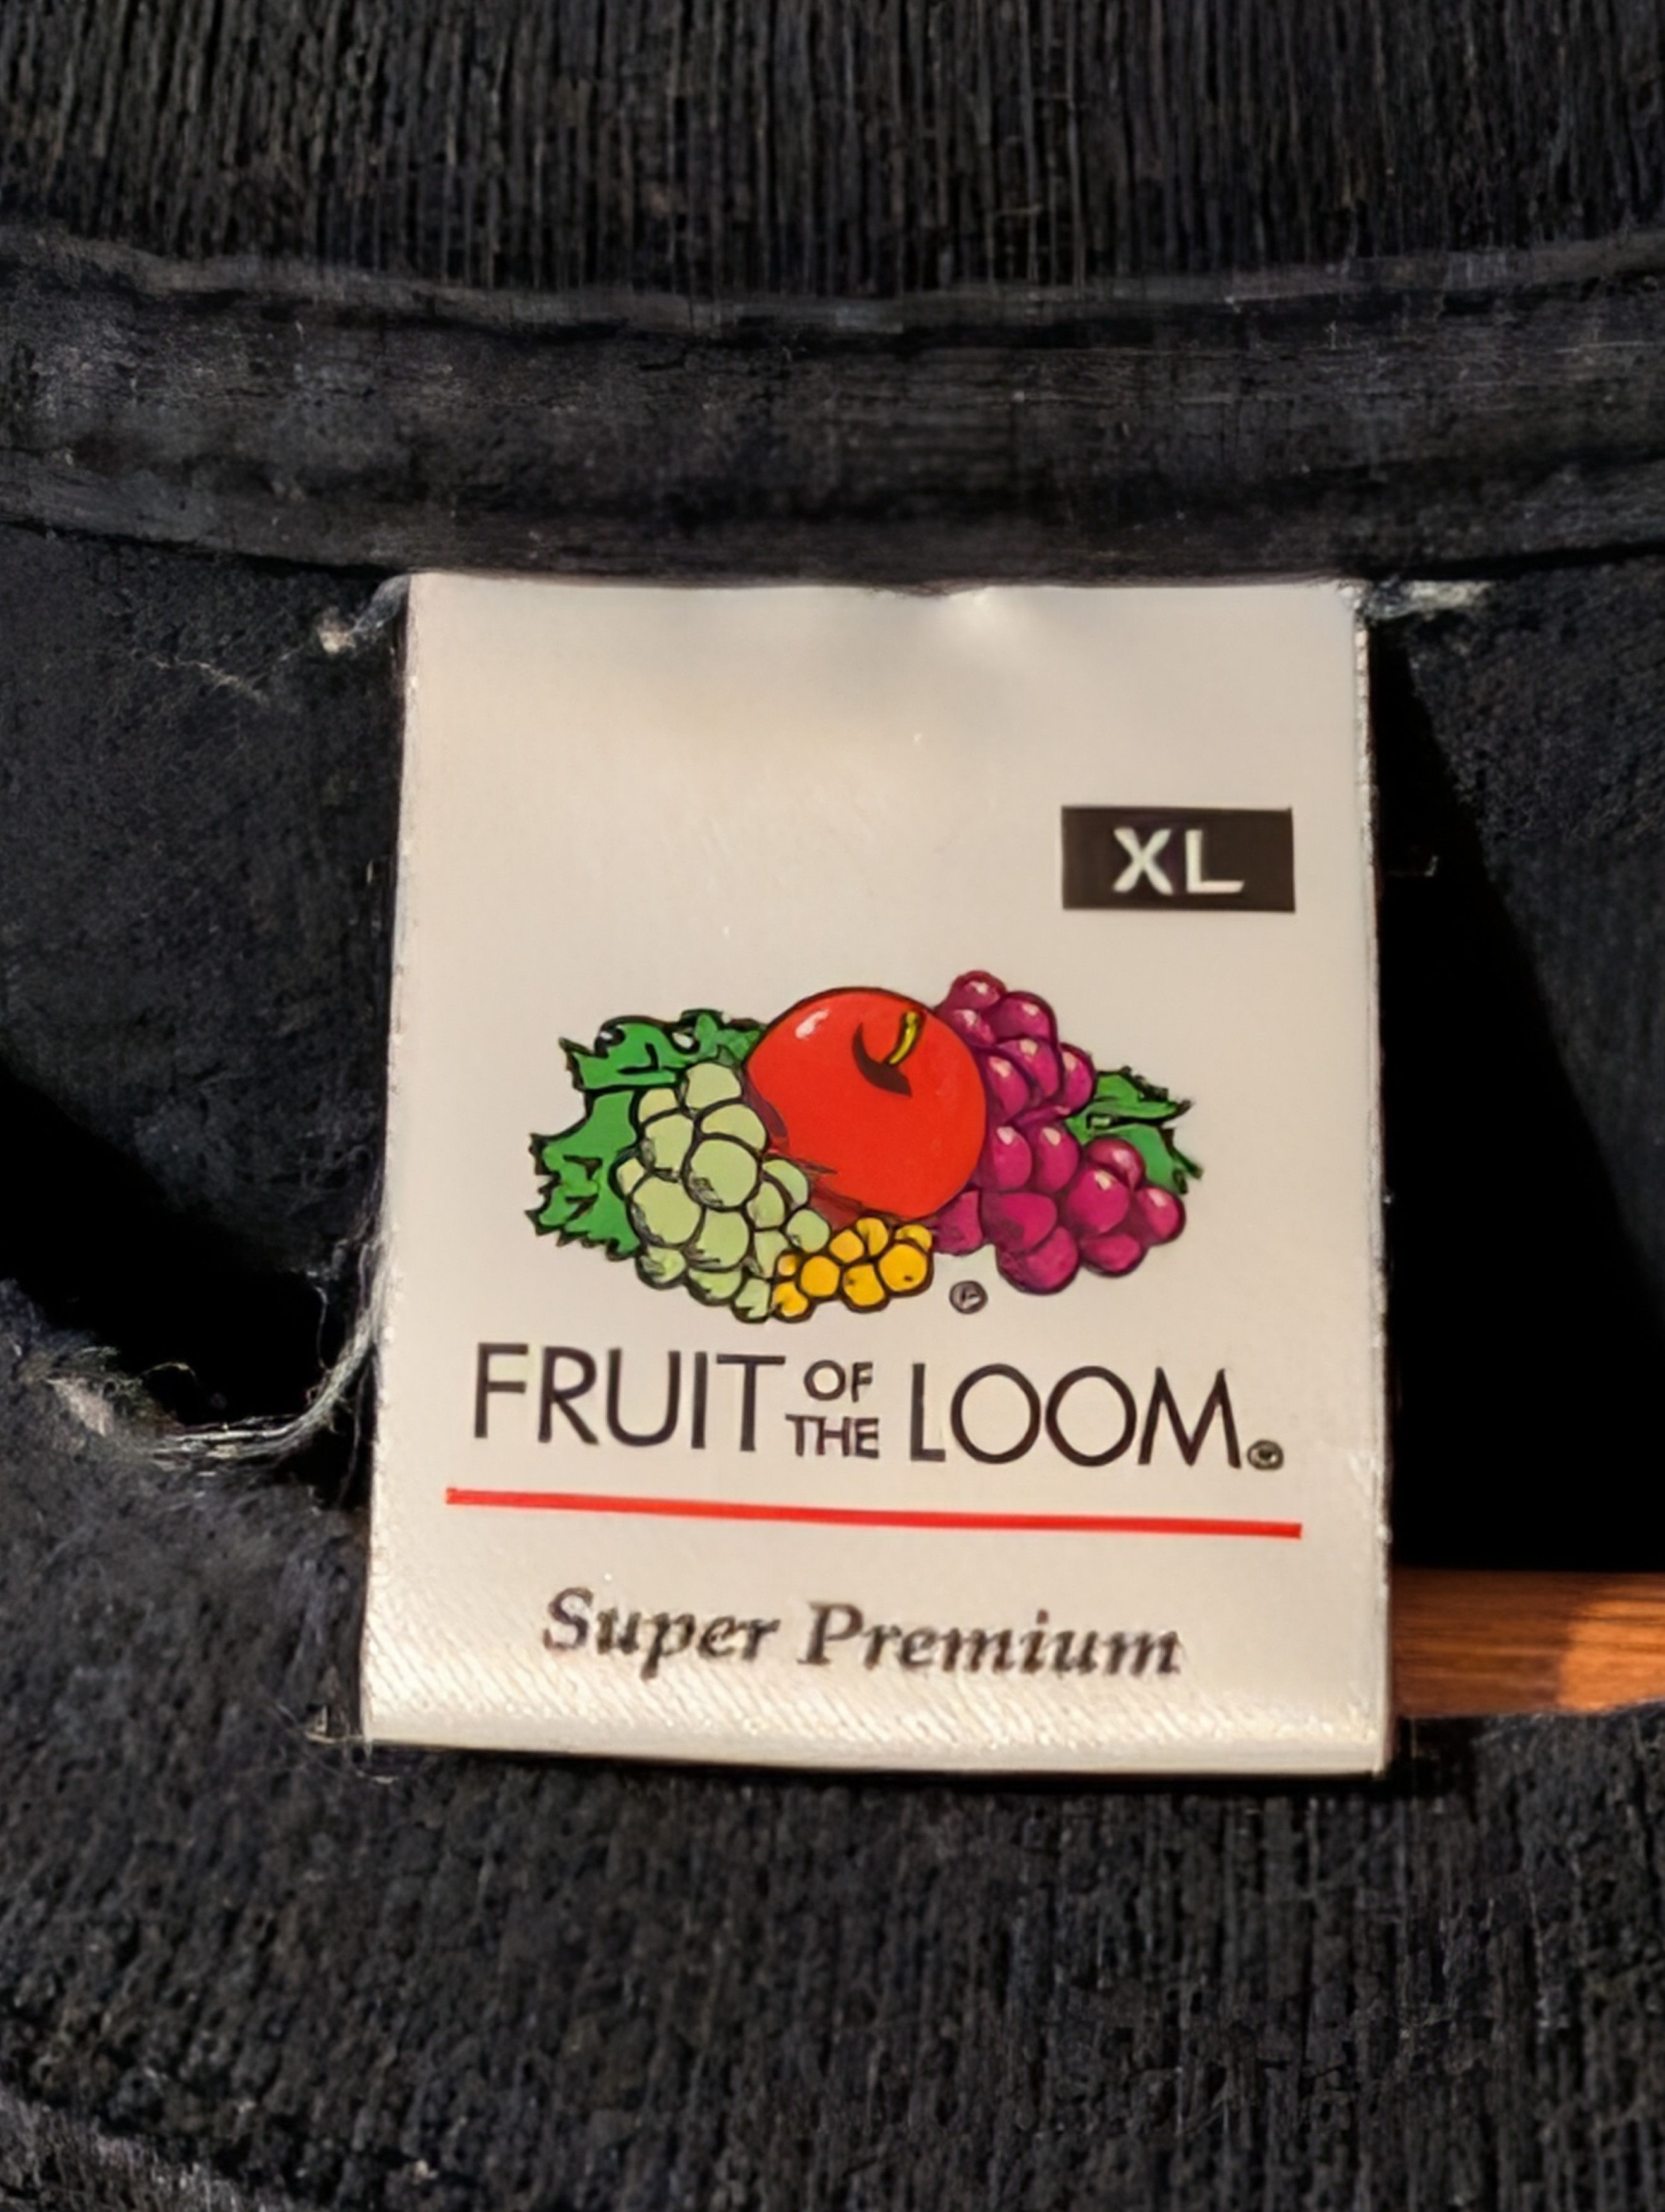 XL
®
FRUIT OF THE LOOM®
Super Premium